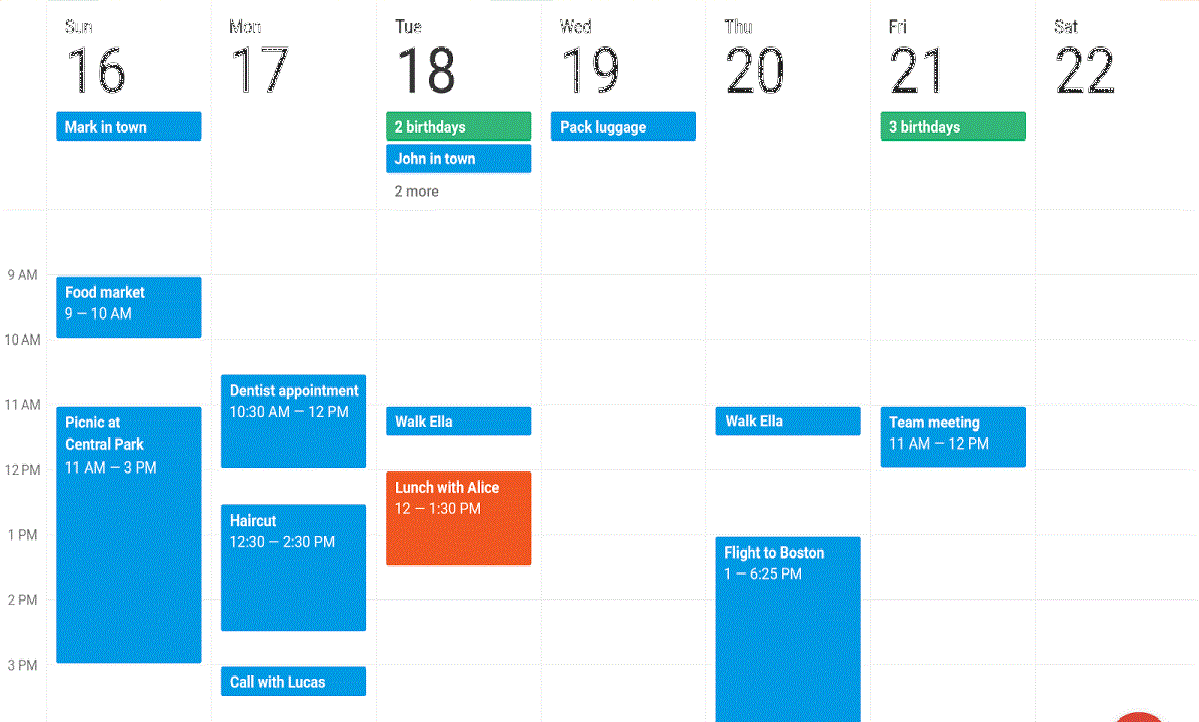 Sun
Mon
Tue
Wed
Thu
Fri
Sat
16
17
18
19
20
21
22
Mark in town
2 birthdays
Pack luggage
3 birthdays
John in town
2 more
9 AM
Food market
9 – 10 AM
10 AM
Dentist appointment
10:30 AM – 12 PM
11 AM
Picnic at
Central Park
11 AM – 3 PM
Walk Ella
Walk Ella
Team meeting
11 AM – 12 PM
12 PM
Lunch with Alice
12 – 1:30 PM
Haircut
12:30 – 2:30 PM
1 PM
Flight to Boston
1 – 6:25 PM
2 PM
3 PM
Call with Lucas